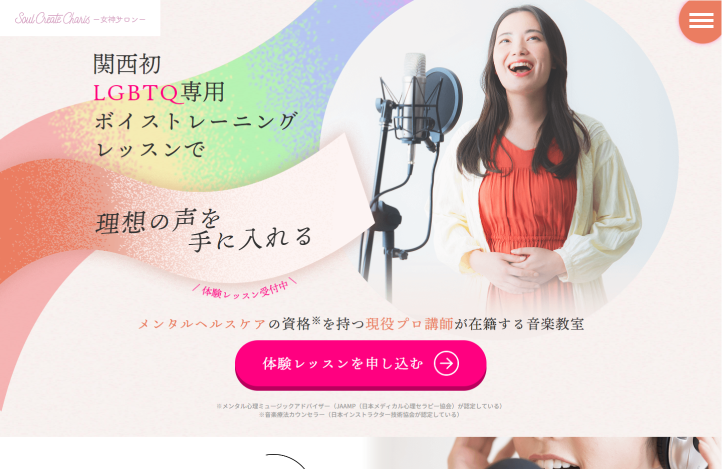 Soul Create Charis ー女神サロンー
関西初
LGBTQ専用
ボイストレーニング
レッスンで
理想の声を
手に入れる
体験レッスン受付中
メンタルヘルスケアの資格※を持つ現役プロ講師が在籍する音楽教室
体験レッスンを申し込む
※メンタル心理ミュージックアドバイザー（JAAMP（日本メディカル心理セラピー協会）が認定している）
※音楽療法カウンセラー（日本インストラクター技術協会が認定している）